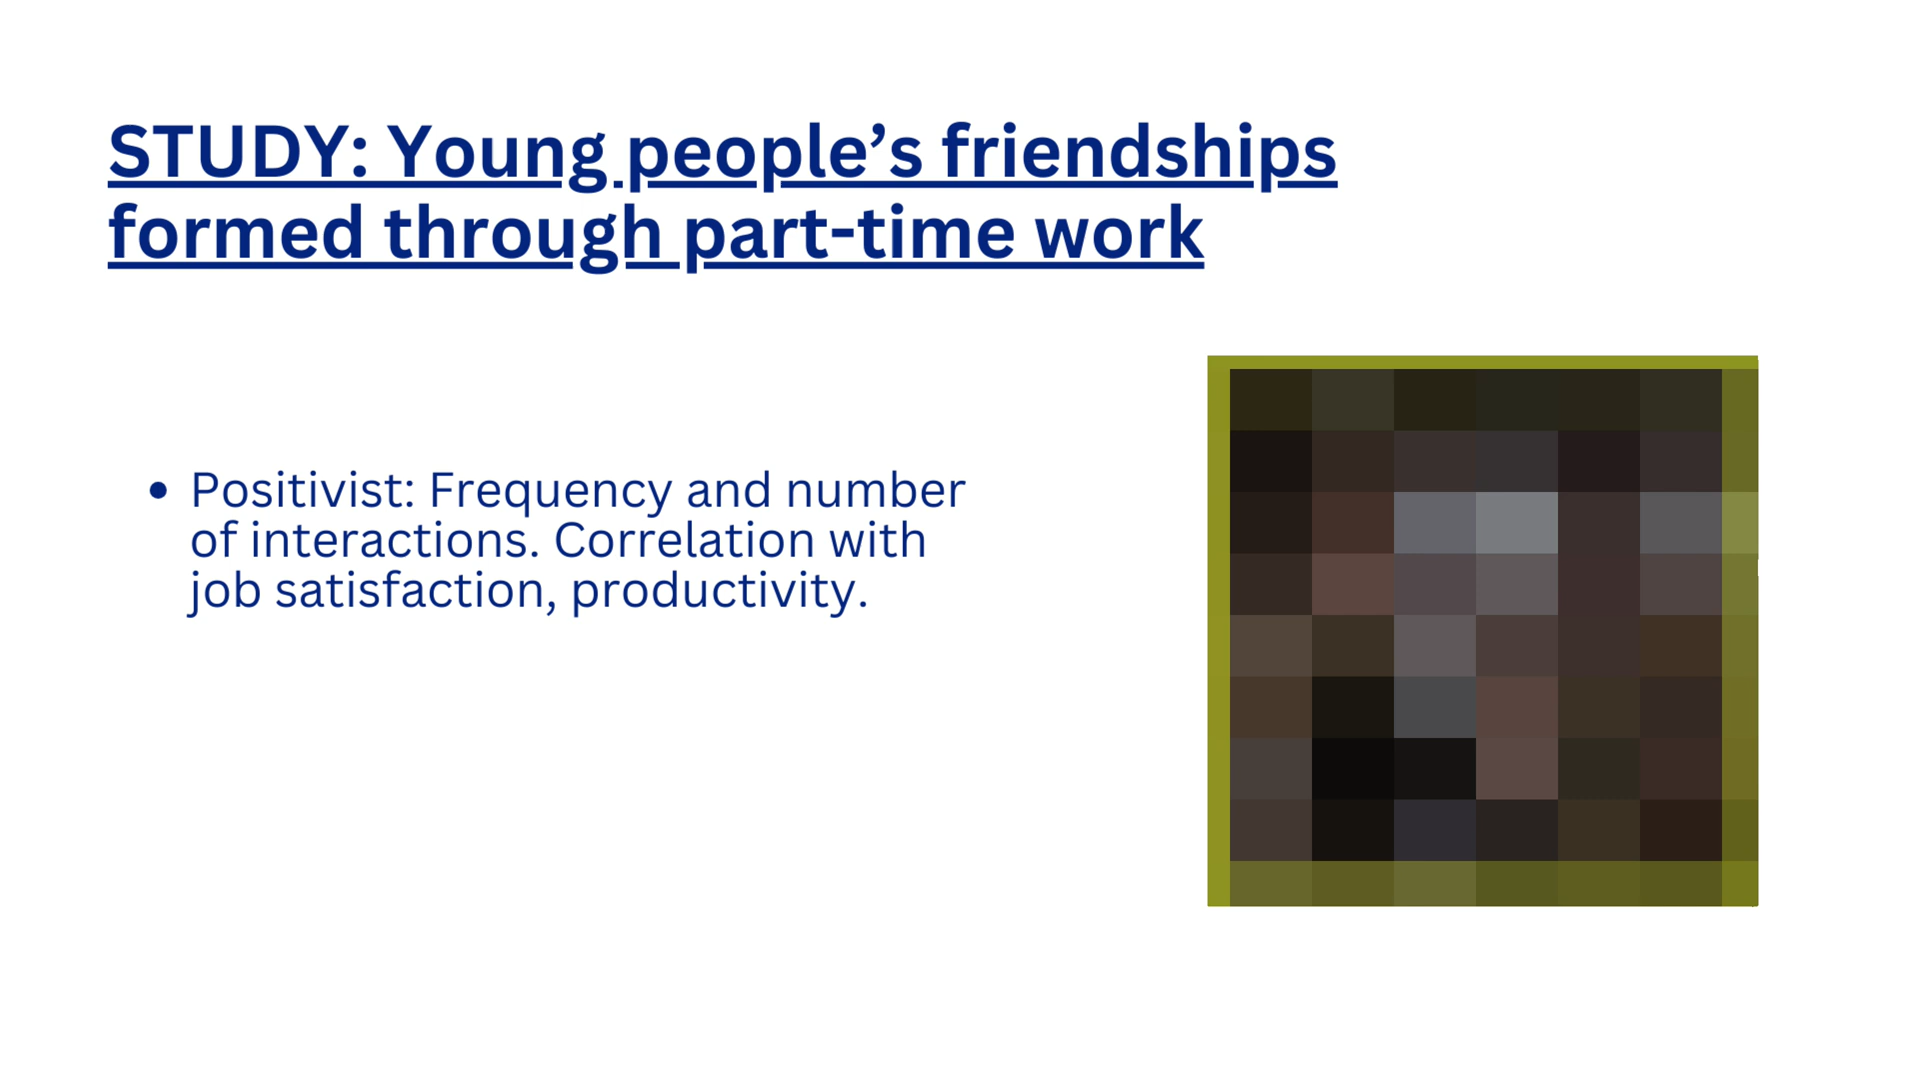 STUDY: Young people’s friendships
formed through part-time work
• Positivist: Frequency and number
of interactions. Correlation with
job satisfaction, productivity.